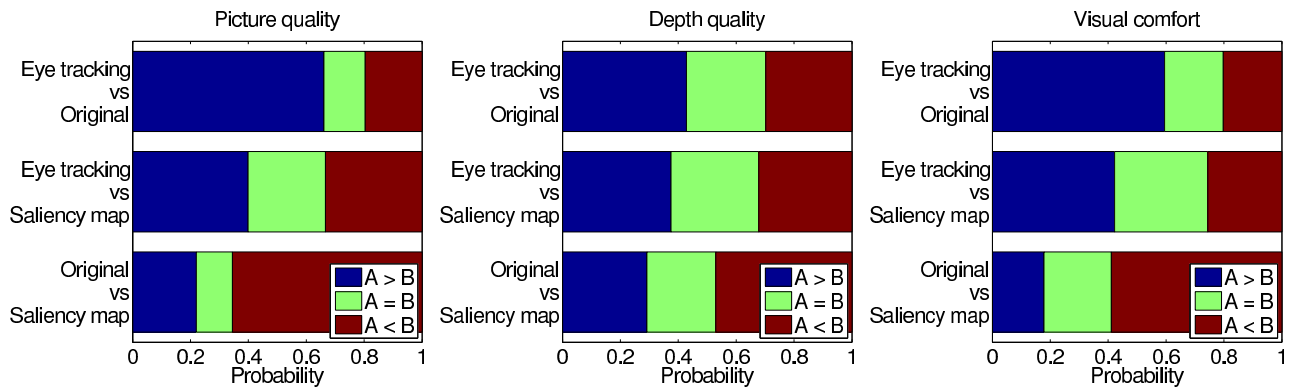 Picture quality
Eye tracking
vs
Original
Eye tracking
vs
Saliency map
Original
vs
Saliency map
A > B
A = B
A < B
0 0.2 0.4 0.6 0.8 1
Probability
Depth quality
Eye tracking
vs
Original
Eye tracking
vs
Saliency map
Original
vs
Saliency map
A > B
A = B
A < B
0 0.2 0.4 0.6 0.8 1
Probability
Visual comfort
Eye tracking
vs
Original
Eye tracking
vs
Saliency map
Original
vs
Saliency map
A > B
A = B
A < B
0 0.2 0.4 0.6 0.8 1
Probability